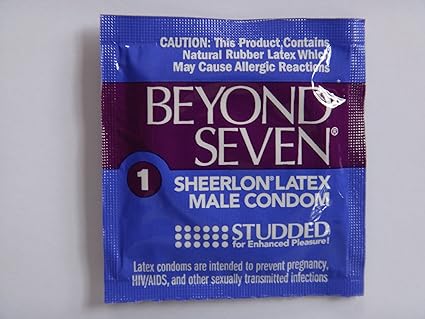 CAUTION: This Product Contains
Natural Rubber Latex Which
May Cause Allergic Reactions
BEYOND
SEVEN®
1
SHEERLON® LATEX
MALE CONDOM
STUDDED
for Enhanced Pleasure!
Latex condoms are intended to prevent pregnancy,
HIV/AIDS, and other sexually transmitted infections